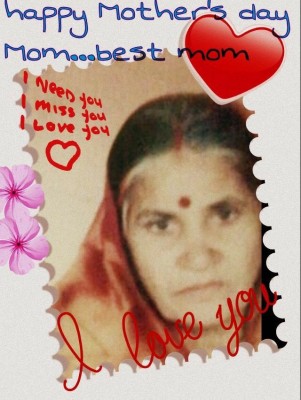 happy Mother's day
Mom...best mom
I Need you
I miss you
I Love you
I love you